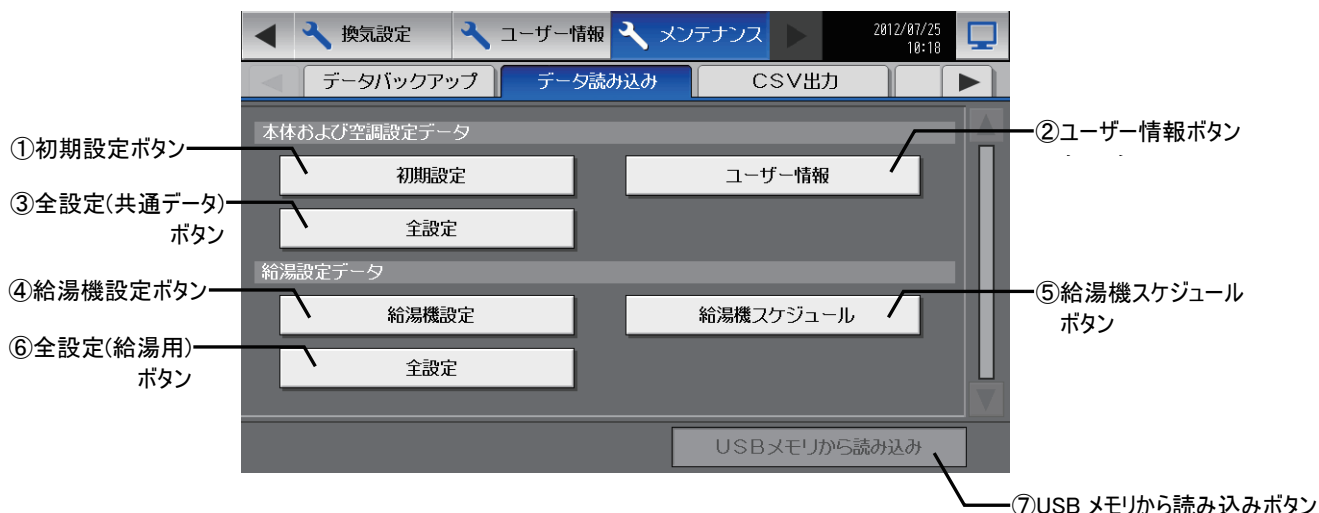 換気設定 ユーザー情報 メンテナンス 2012/07/25
10:18
データバックアップ データ読み込み CSV出力
本体および空調設定データ
①初期設定ボタン
②ユーザー情報ボタン
初期設定 ユーザー情報
③全設定(共通データ)
ボタン
全設定
給湯設定データ
④給湯機設定ボタン
⑤給湯機スケジュール
ボタン
給湯機設定 給湯機スケジュール
⑥全設定(給湯用)
ボタン
全設定
USBメモリから読み込み
⑦USB メモリから読み込みボタン